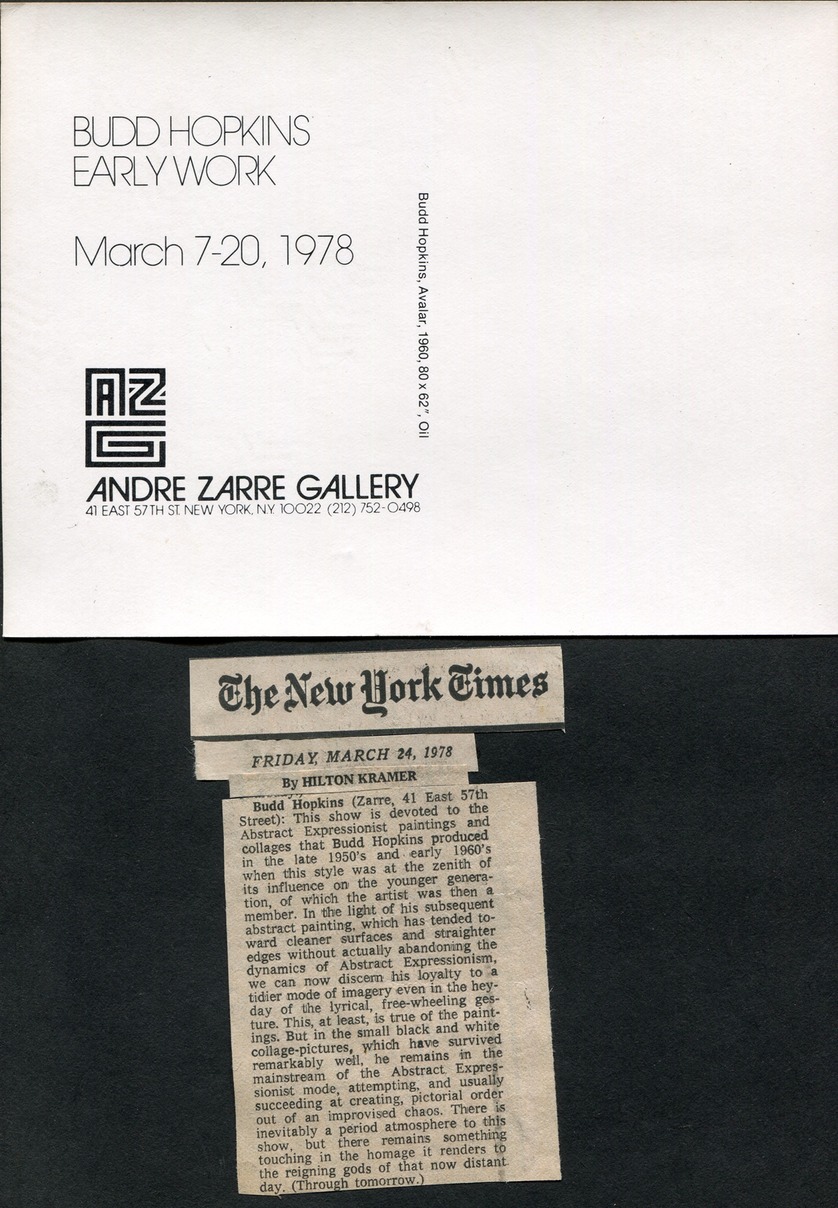 BUDD HOPKINS
EARLY WORK
March 7-20, 1978
Budd Hopkins, Avalar, 1960, 80 x 62", Oil
AZ
G
ANDRE ZARRE GALLERY
41 EAST 57TH ST. NEW YORK, N.Y. 10022 (212) 752-0498
The New York Times
FRIDAY, MARCH 24, 1978
By HILTON KRAMER
Budd Hopkins (Zarre, 41 East 57th
Street): This show is devoted to the
Abstract Expressionist paintings and
collages that Budd Hopkins produced
in the late 1950's and early 1960's
when this style was at the zenith of
its influence on the younger genera-
tion, of which the artist was then a
member. In the light of his subsequent
abstract painting, which has tended to-
ward cleaner surfaces and straighter
edges without actually abandoning the
dynamics of Abstract Expressionism,
we can now discern his loyalty to a
tidier mode of imagery even in the hey-
day of the lyrical, free-wheeling ges-
ture. This, at least, is true of the paint-
ings. But in the small black and white
collage-pictures, which have survived
remarkably well, he remains in the
mainstream of the Abstract Expres-
sionist mode, attempting, and usually
succeeding at creating, pictorial order
out of an improvised chaos. There is
inevitably a period atmosphere to this
show, but there remains something
touching in the homage it renders to
the reigning gods of that now distant
day. (Through tomorrow.)